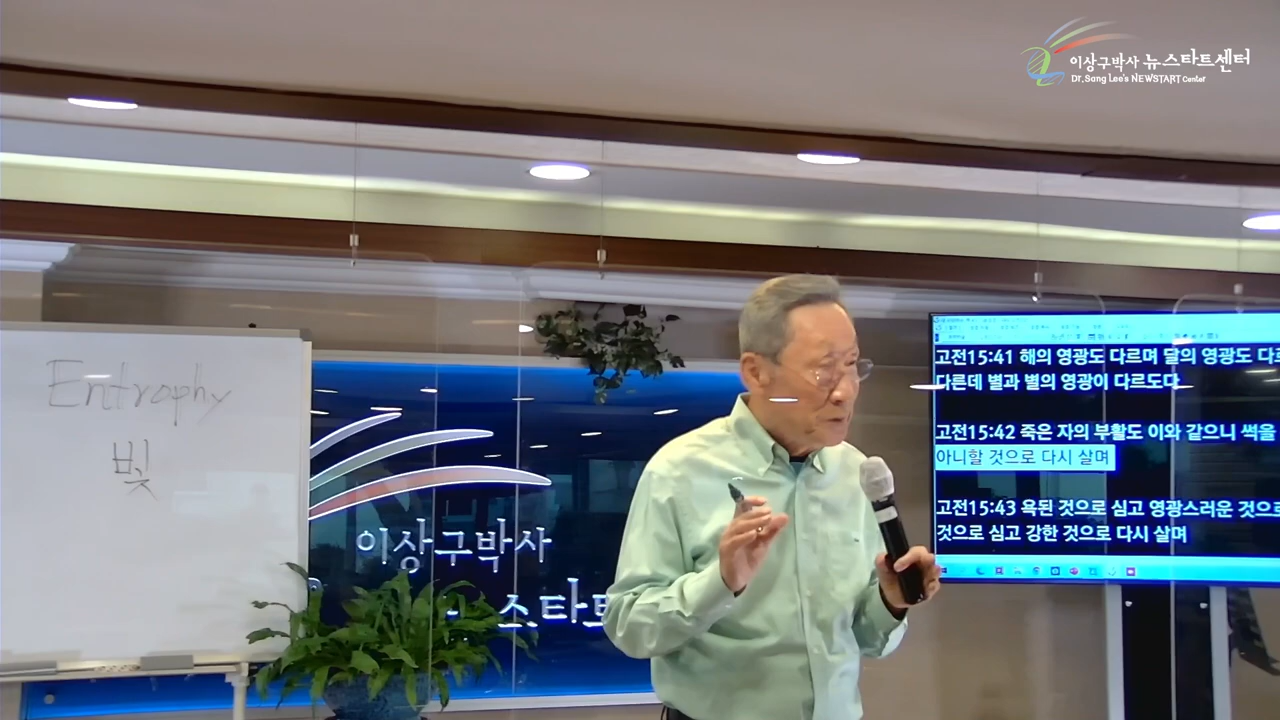 이상구박사 뉴스타트센터
Dr. Sang Lee's NEWSTART Center
Entrophy
빛
이상구박사
스타트
고전15:41 해의 영광도 다르며 달의 영광도
다른데 별과 별의 영광이 다르도다
고전15:42 죽은 자의 부활도 이와 같으니 썩을
아니할 것으로 다시 살며
고전15:43 욕된 것으로 심고 영광스러운 것으로
것으로 심고 강한 것으로 다시 살며